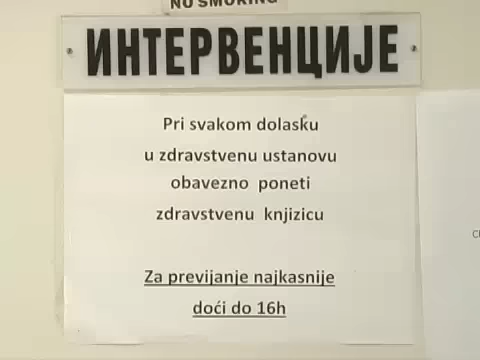 NO SMOKING
ИНТЕРВЕНЦИЈЕ
Pri svakom dolasku
u zdravstvenu ustanovu
obavezno poneti
zdravstvenu knjizicu
Za previjanje najkasnije
doći do 16h